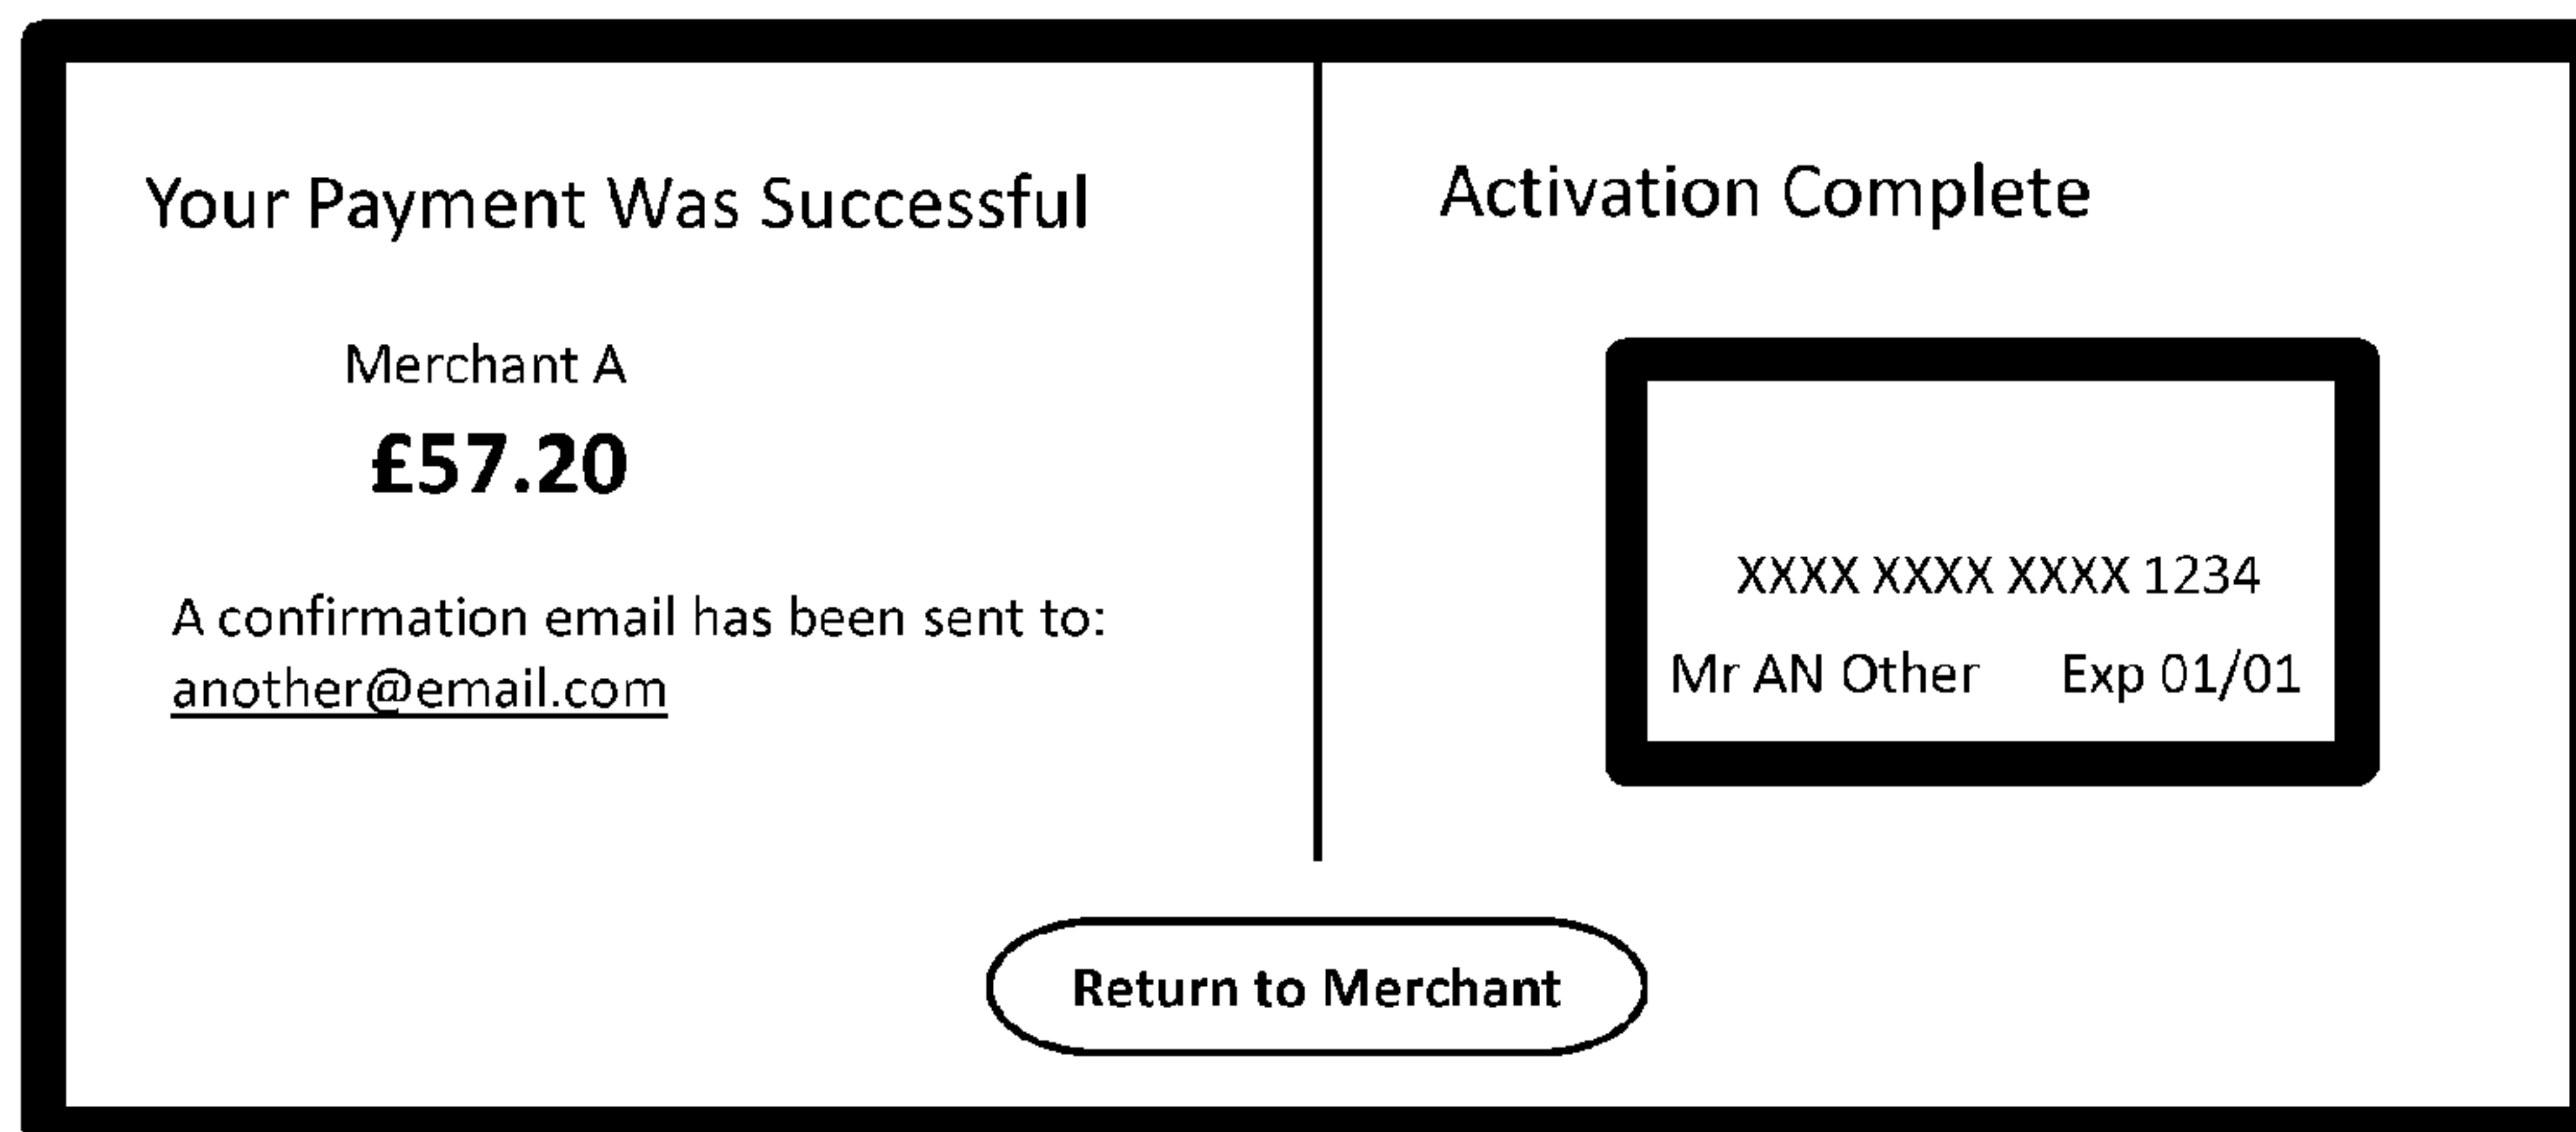 Your Payment Was Successful
Merchant A
£57.20
A confirmation email has been sent to:
another@email.com
Activation Complete
XXXX XXXX XXXX 1234
Mr AN Other Exp 01/01
Return to Merchant